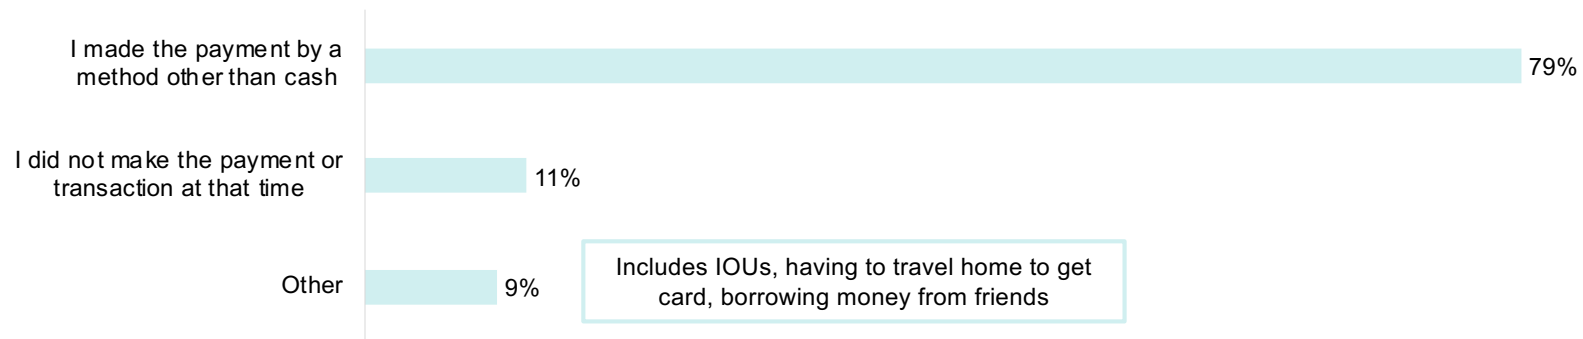 I made the payment by a
method other than cash
79%
I did not make the payment or
transaction at that time
11%
Other
9%
Includes IOUs, having to travel home to get
card, borrowing money from friends